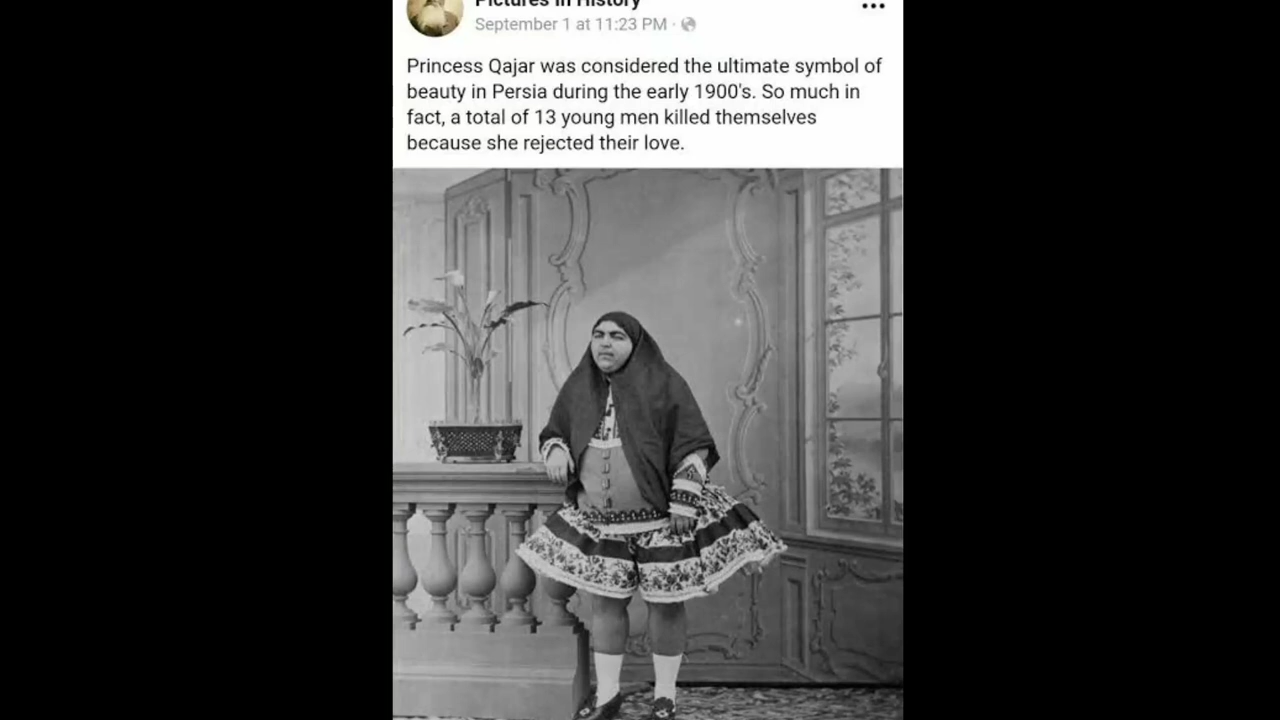 Pictures in History
September 1 at 11:23 PM ·
Princess Qajar was considered the ultimate symbol of
beauty in Persia during the early 1900's. So much in
fact, a total of 13 young men killed themselves
because she rejected their love.